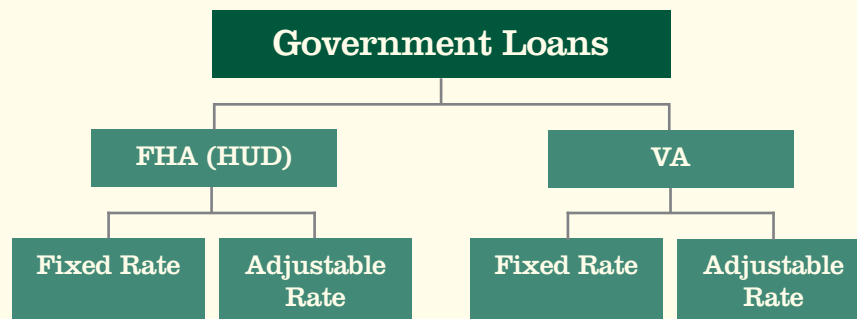 Government Loans
FHA (HUD)
VA
Fixed Rate
Adjustable
Rate
Fixed Rate
Adjustable
Rate